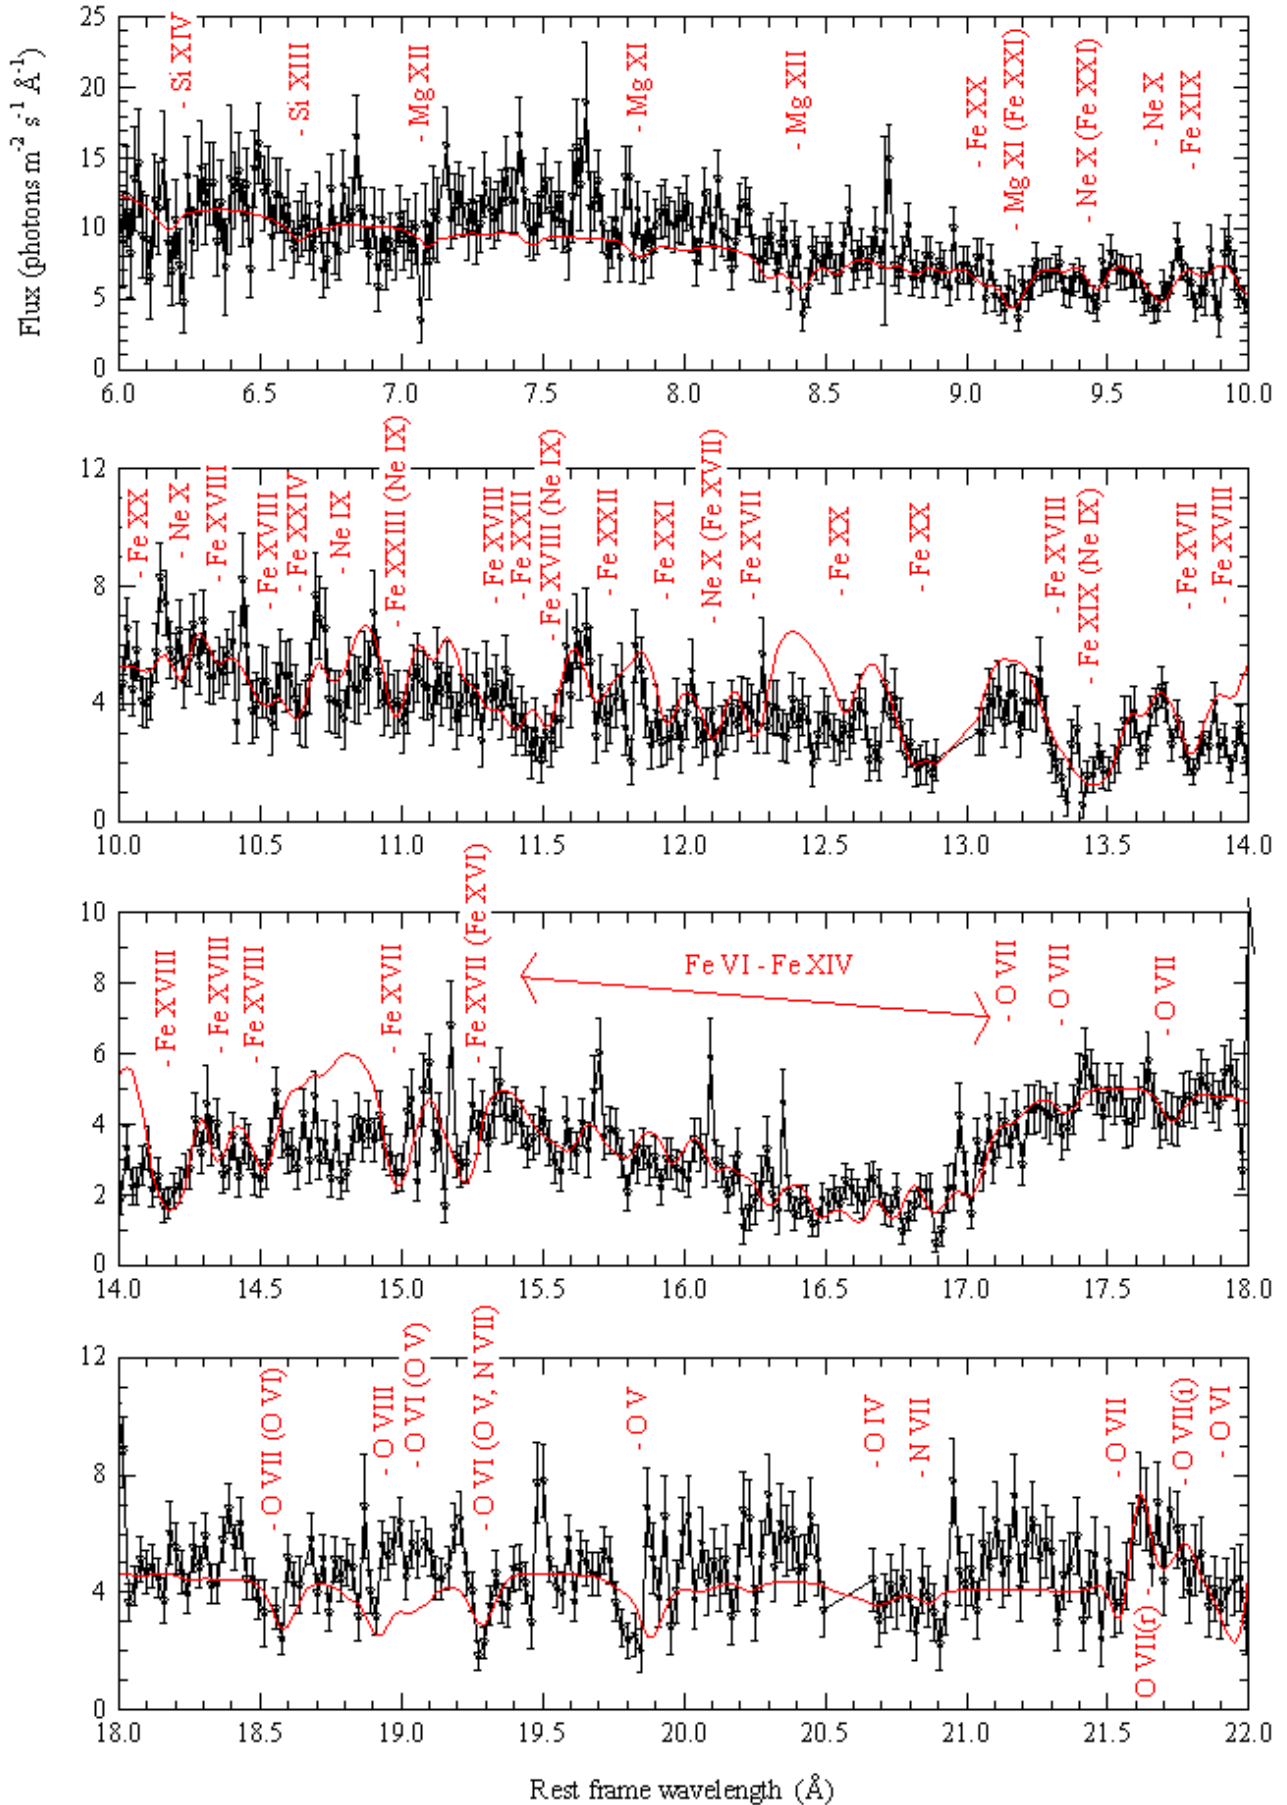 Flux (photons m⁻² s⁻¹ Å⁻¹)
25
20
15
10
5
0
- Si XIV
- Si XIII
- Mg XII
- Mg XI
- Mg XII
- Fe XX
- Mg XI (Fe XXI)
- Ne X (Fe XXI)
- Ne X
- Fe XIX
6.0 6.5 7.0 7.5 8.0 8.5 9.0 9.5 10.0
12
8
4
0
- Fe XX
- Ne X
- Fe XVIII
- Fe XVIII
- Fe XXIV
- Ne IX
- Fe XXIII (Ne IX)
- Fe XVIII
- Fe XXII
- Fe XVIII (Ne IX)
- Fe XXII
- Fe XXI
- Ne X (Fe XVII)
- Fe XVII
- Fe XX
- Fe XX
- Fe XVIII
- Fe XIX (Ne IX)
- Fe XVII
- Fe XVIII
10.0 10.5 11.0 11.5 12.0 12.5 13.0 13.5 14.0
10
8
6
4
2
0
- Fe XVIII
- Fe XVIII
- Fe XVIII
- Fe XVII
- Fe XVII (Fe XVI)
Fe VI - Fe XIV
- O VII
- O VII
- O VII
14.0 14.5 15.0 15.5 16.0 16.5 17.0 17.5 18.0
12
8
4
0
- O VII (O VI)
- O VIII
- O VI (O V)
- O VI (O V, N VII)
- O V
- O IV
- N VII
- O VII
O VII(r) -
- O VII(i)
- O VI
18.0 18.5 19.0 19.5 20.0 20.5 21.0 21.5 22.0
Rest frame wavelength (Å)